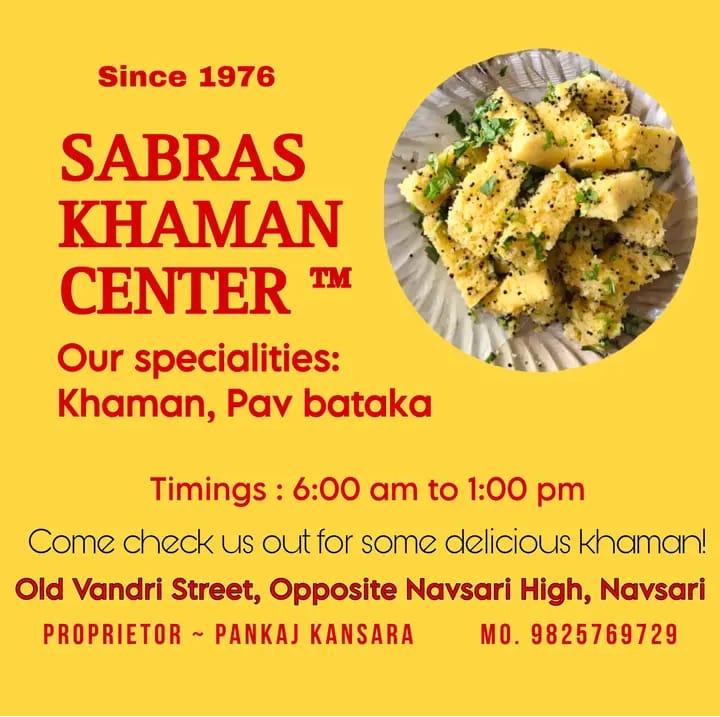 Since 1976
SABRAS
KHAMAN
CENTER ™
Our specialities:
Khaman, Pav bataka
Timings : 6:00 am to 1:00 pm
Come check us out for some delicious khaman!
Old Vandri Street, Opposite Navsari High, Navsari
PROPRIETOR ~ PANKAJ KANSARA MO. 9825769729